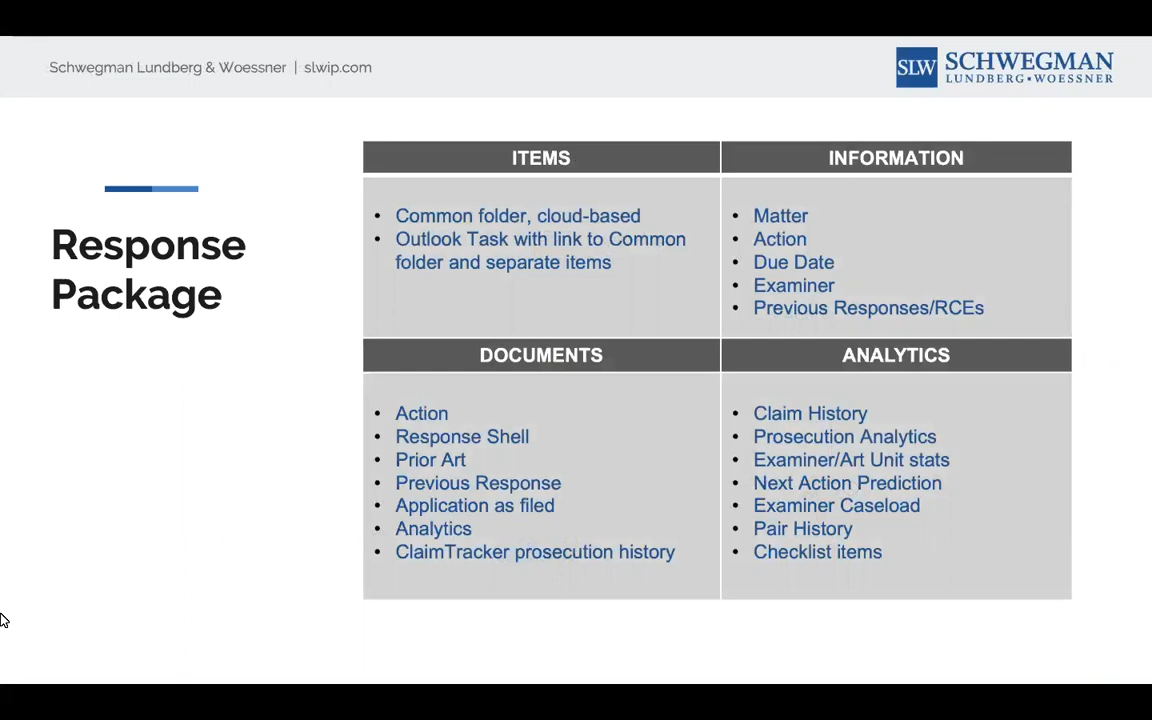 Schwegman Lundberg & Woessner | slwip.com
SLW SCHWEGMAN
LUNDBERG•WOESSNER
Response
Package
ITEMS
• Common folder, cloud-based
• Outlook Task with link to Common
folder and separate items
INFORMATION
• Matter
• Action
• Due Date
• Examiner
• Previous Responses/RCEs
DOCUMENTS
• Action
• Response Shell
• Prior Art
• Previous Response
• Application as filed
• Analytics
• ClaimTracker prosecution history
ANALYTICS
• Claim History
• Prosecution Analytics
• Examiner/Art Unit stats
• Next Action Prediction
• Examiner Caseload
• Pair History
• Checklist items